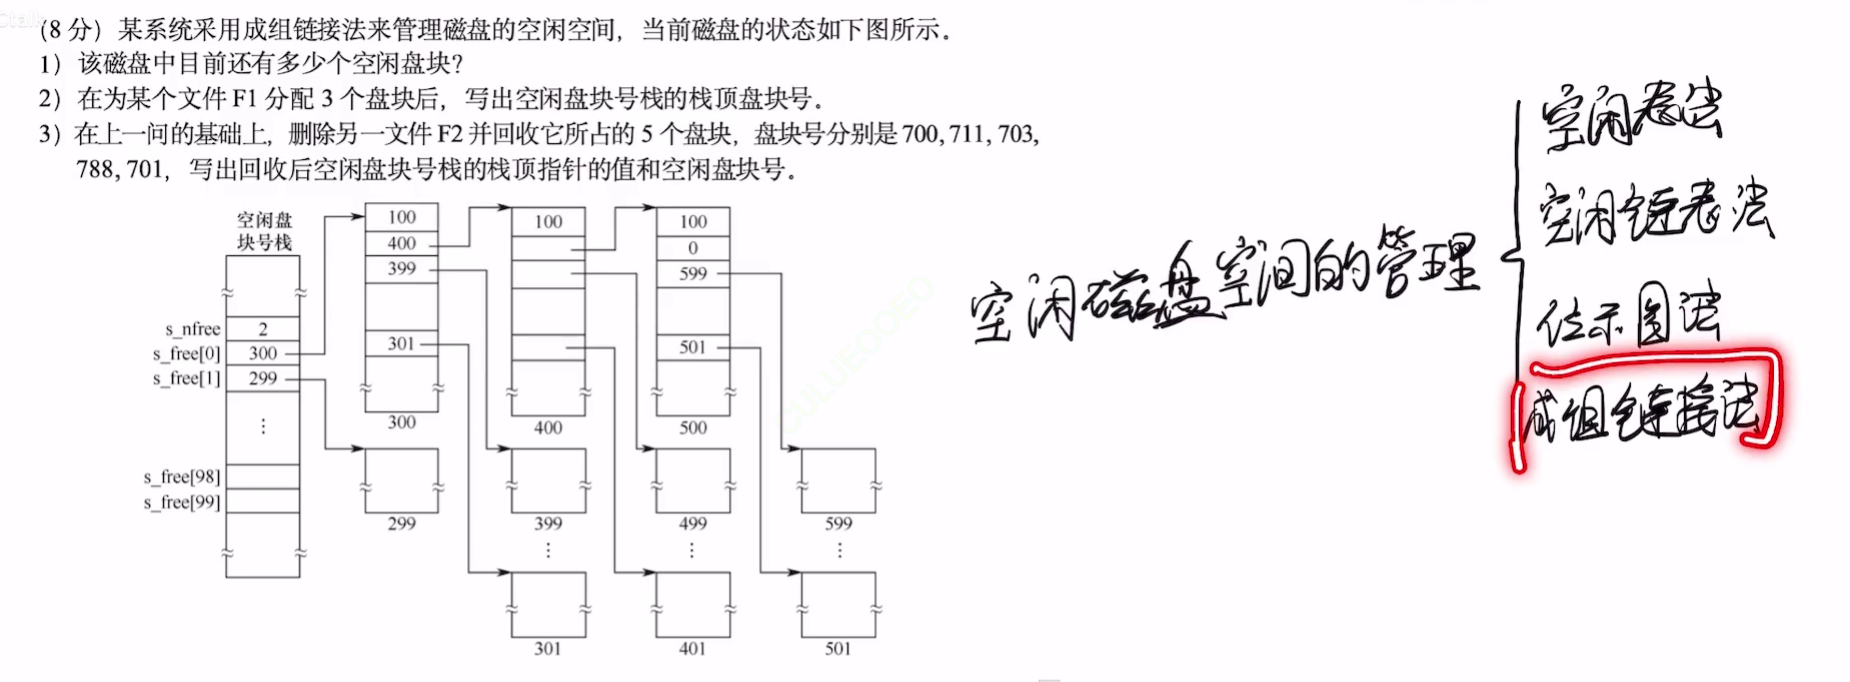 (8 分) 某系统采用成组链接法来管理磁盘的空闲空间，当前磁盘的状态如下图所示．
1) 该磁盘中目前还有多少个空闲盘块？
2) 在为某个文件 F1 分配 3 个盘块后，写出空闲盘块号栈的栈顶盘块号．
3) 在上一问的基础上，删除另一文件 F2 并回收它所占的 5 个盘块，盘块号分别是 700, 711, 703,
788, 701，写出回收后空闲盘块号栈的栈顶指针的值和空闲盘块号．
空闲盘
块号栈
s_nfree 2
s_free[0] 300
s_free[1] 299
⋮
s_free[98]
s_free[99]
100
400
399
301
300
299
100
400
399
⋮
301
100
0
599
501
500
499
⋮
401
599
⋮
501
空闲磁盘空间的管理
空闲表法
空闲链表法
位示图法
成组链接法
CULUEOOEO